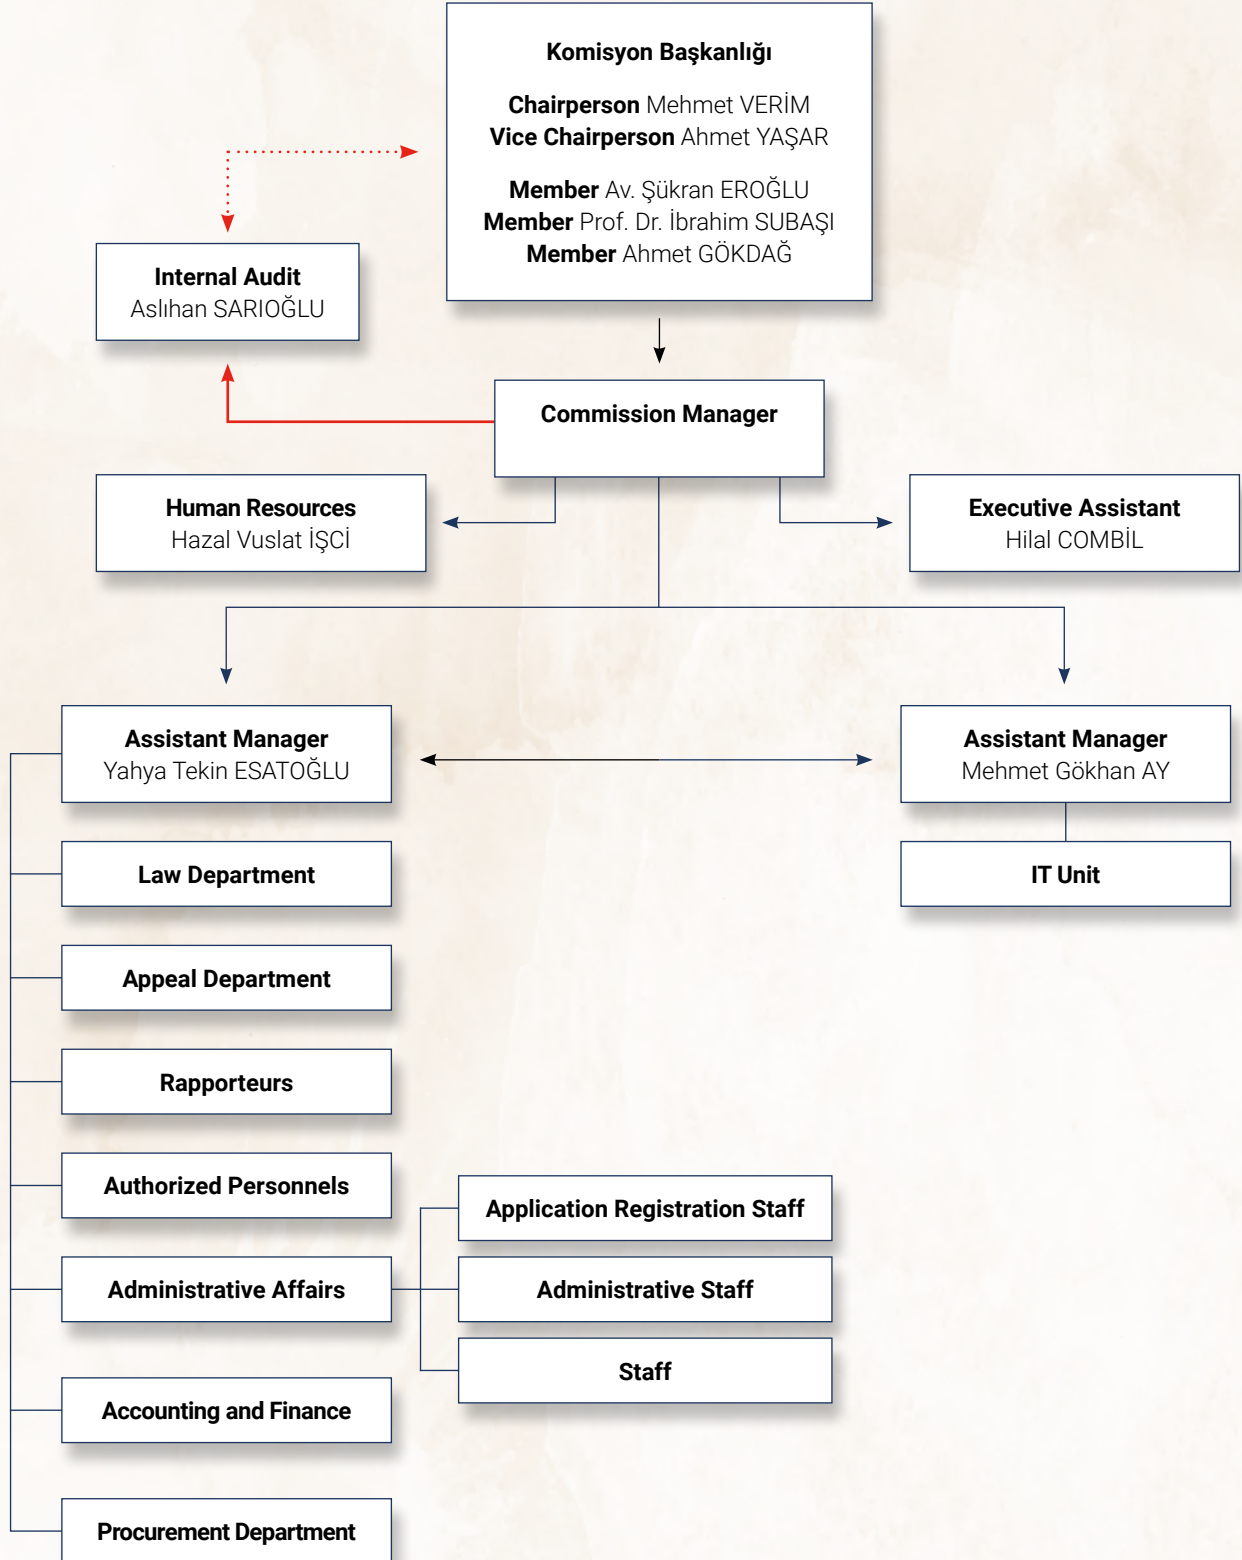 Komisyon Başkanlığı
Chairperson Mehmet VERİM
Vice Chairperson Ahmet YAŞAR
Member Av. Şükran EROĞLU
Member Prof. Dr. İbrahim SUBAŞI
Member Ahmet GÖKDAĞ
Internal Audit
Aslıhan SARIOĞLU
Commission Manager
Human Resources
Hazal Vuslat İŞCİ
Executive Assistant
Hilal COMBİL
Assistant Manager
Yahya Tekin ESATOĞLU
Assistant Manager
Mehmet Gökhan AY
Law Department
IT Unit
Appeal Department
Rapporteurs
Authorized Personnels
Application Registration Staff
Administrative Affairs
Administrative Staff
Staff
Accounting and Finance
Procurement Department